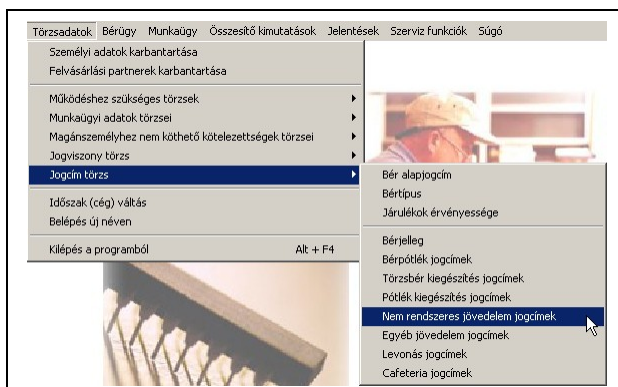 Törzsadatok Bérügy Munkaügy Összesítő kimutatások Jelentések Szerviz funkciók Súgó
Személyi adatok karbantartása
Felvásárlási partnerek karbantartása
Működéshez szükséges törzsek
Munkaügyi adatok törzsei
Magánszemélyhez nem köthető kötelezettségek törzsei
Jogviszony törzs
Jogcím törzs
Időszak (cég) váltás
Belépés új néven
Kilépés a programból Alt + F4
Bér alapjogcím
Bértípus
Járulékok érvényessége
Bérjelleg
Bérpótlék jogcímek
Törzsbér kiegészítés jogcímek
Pótlék kiegészítés jogcímek
Nem rendszeres jövedelem jogcímek
Egyéb jövedelem jogcímek
Levonás jogcímek
Cafeteria jogcímek